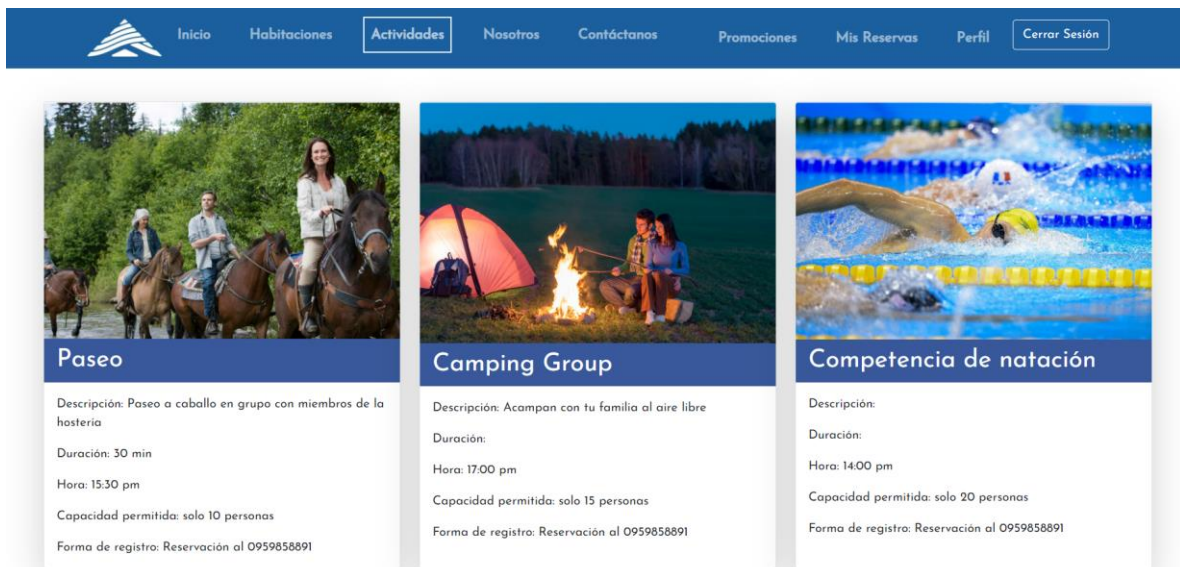 Inicio
Habitaciones
Actividades
Nosotros
Contáctanos
Promociones
Mis Reservas
Perfil
Cerrar Sesión
Paseo
Descripción: Paseo a caballo en grupo con miembros de la
hostería
Duración: 30 min
Hora: 15:30 pm
Capacidad permitida: solo 10 personas
Forma de registro: Reservación al 0959858891
Camping Group
Descripción: Acampan con tu familia al aire libre
Duración:
Hora: 17:00 pm
Capacidad permitida: solo 15 personas
Forma de registro: Reservación al 0959858891
Competencia de natación
Descripción:
Duración:
Hora: 14:00 pm
Capacidad permitida: solo 20 personas
Forma de registro: Reservación al 0959858891